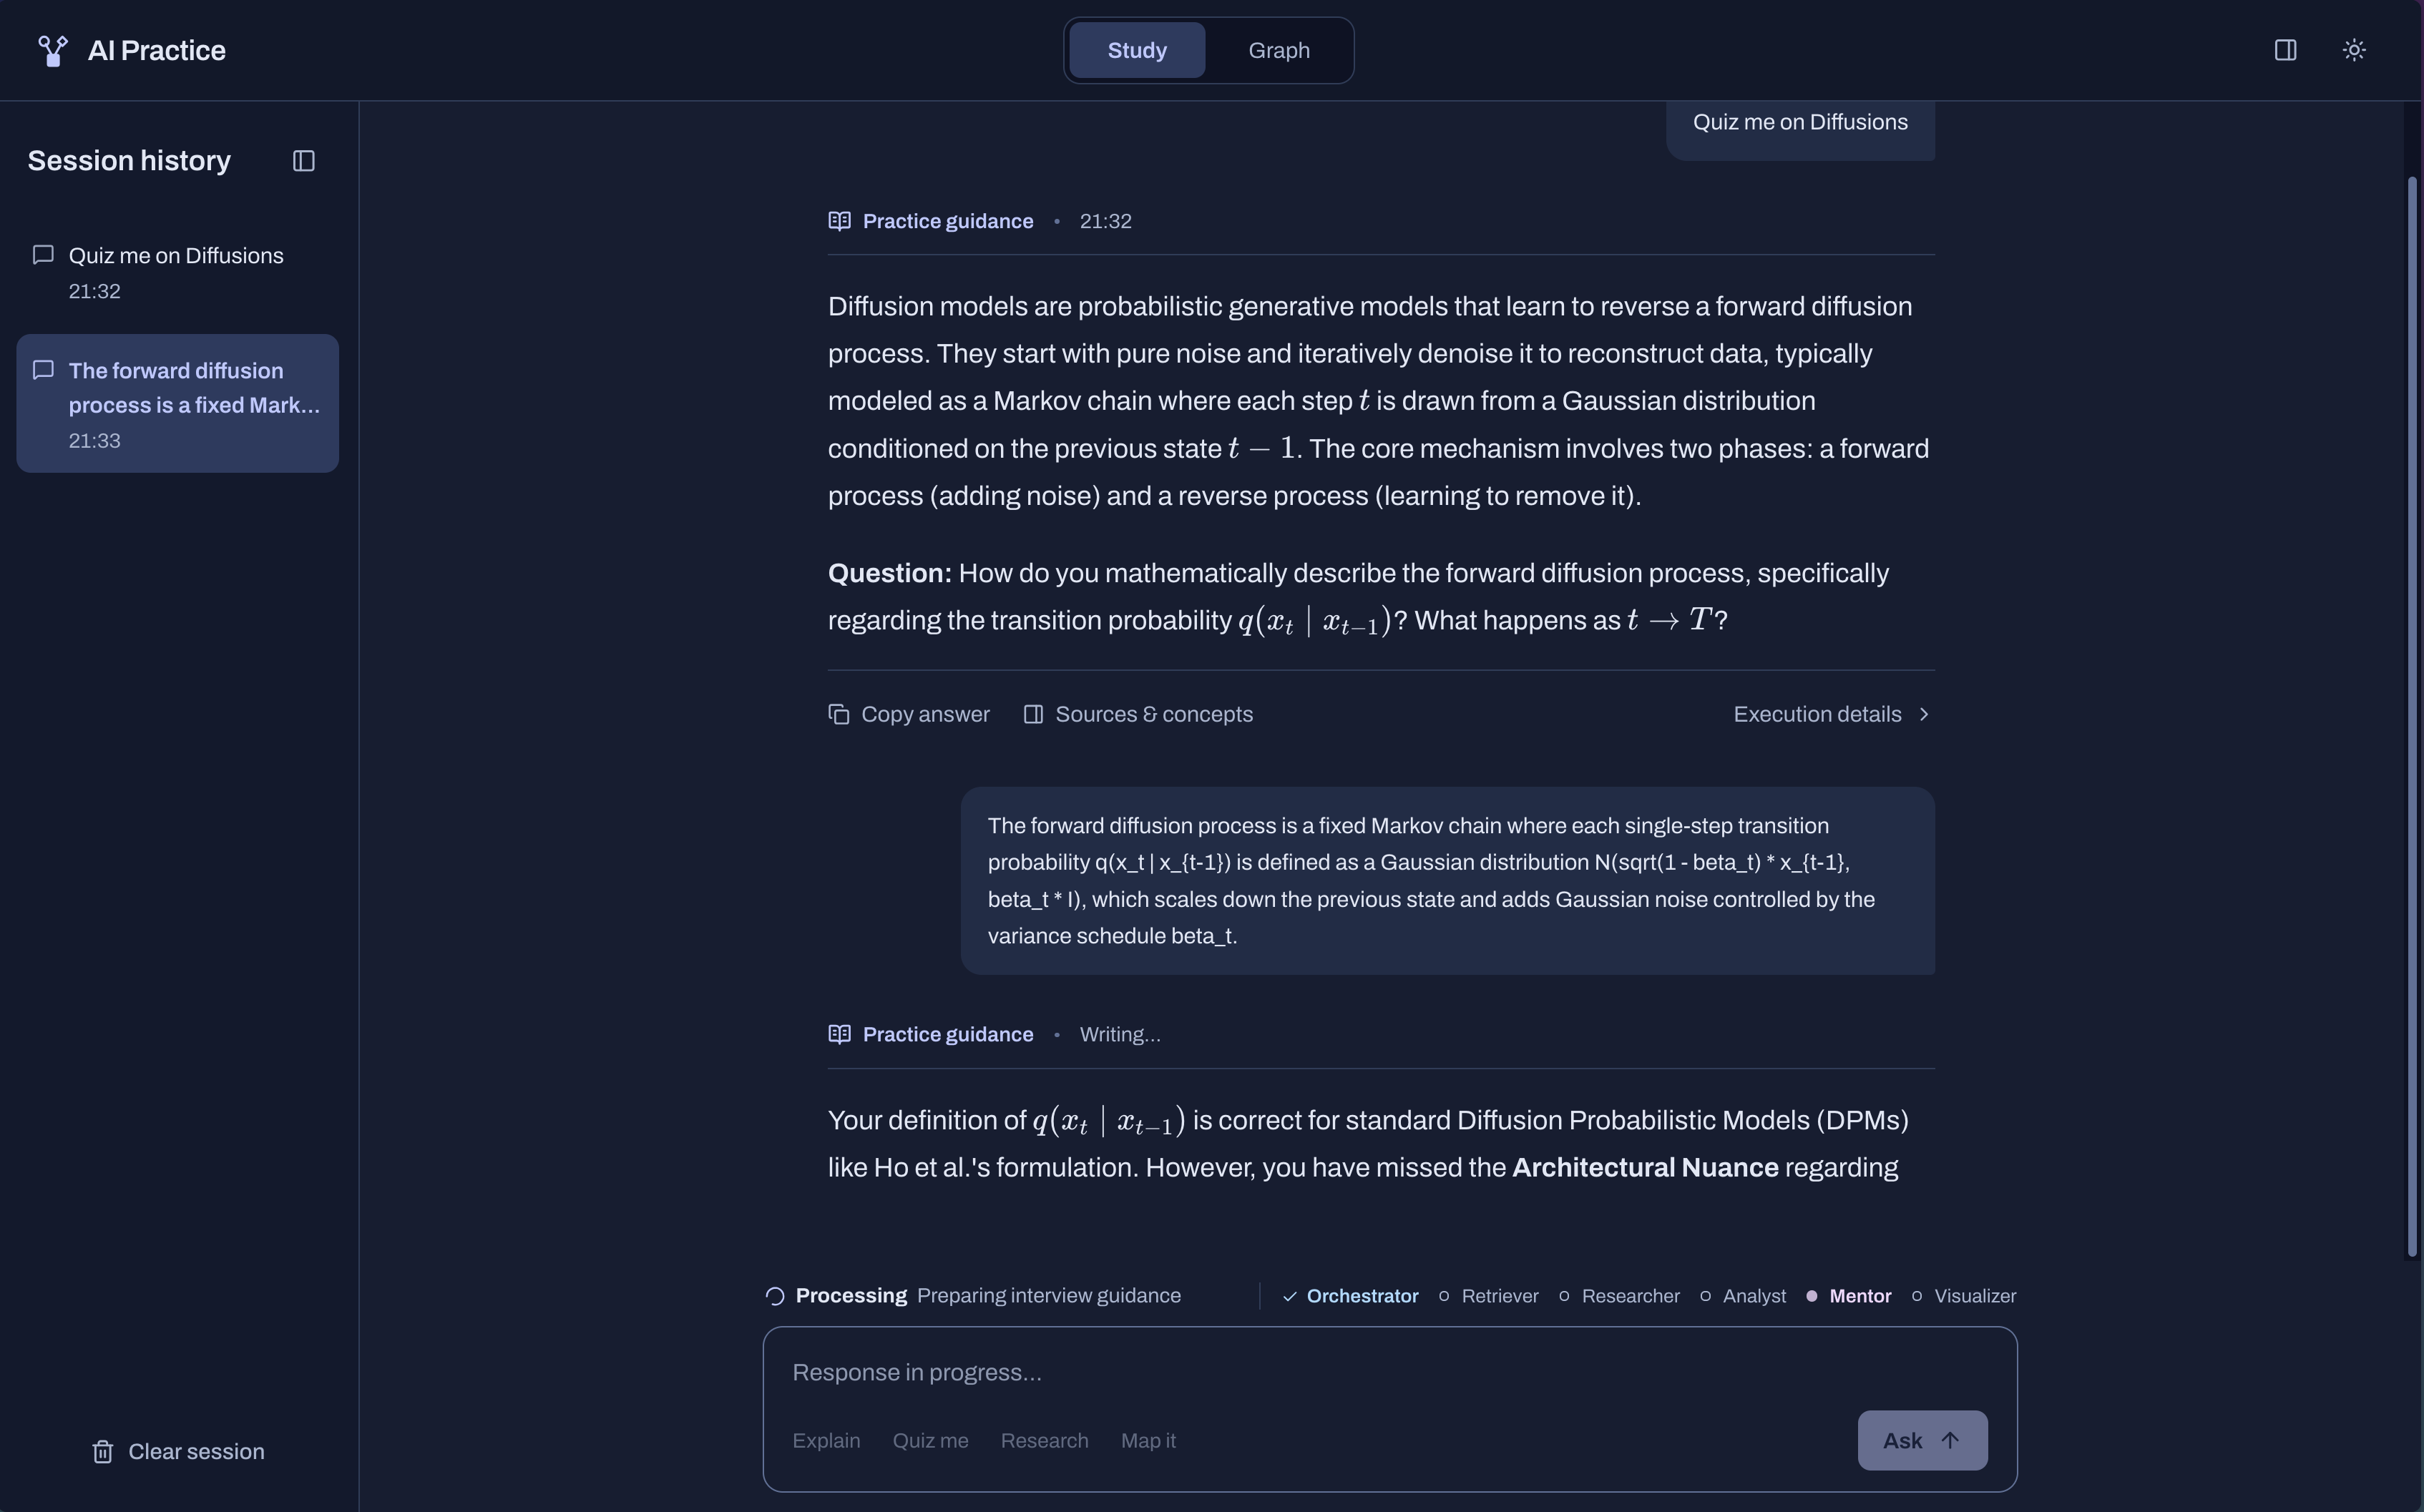 AI Practice
Study
Graph
Session history
Quiz me on Diffusions
21:32
The forward diffusion
process is a fixed Mark...
21:33
Clear session
Quiz me on Diffusions
Practice guidance • 21:32
Diffusion models are probabilistic generative models that learn to reverse a forward diffusion
process. They start with pure noise and iteratively denoise it to reconstruct data, typically
modeled as a Markov chain where each step t is drawn from a Gaussian distribution
conditioned on the previous state t − 1. The core mechanism involves two phases: a forward
process (adding noise) and a reverse process (learning to remove it).
Question: How do you mathematically describe the forward diffusion process, specifically
regarding the transition probability q(x_t | x_{t−1})? What happens as t → T?
Copy answer
Sources & concepts
Execution details
The forward diffusion process is a fixed Markov chain where each single-step transition
probability q(x_t | x_{t-1}) is defined as a Gaussian distribution N(sqrt(1 - beta_t) * x_{t-1},
beta_t * I), which scales down the previous state and adds Gaussian noise controlled by the
variance schedule beta_t.
Practice guidance • Writing...
Your definition of q(x_t | x_{t−1}) is correct for standard Diffusion Probabilistic Models (DPMs)
like Ho et al.'s formulation. However, you have missed the Architectural Nuance regarding
Processing Preparing interview guidance
Orchestrator Retriever Researcher Analyst Mentor Visualizer
Response in progress...
Explain Quiz me Research Map it
Ask